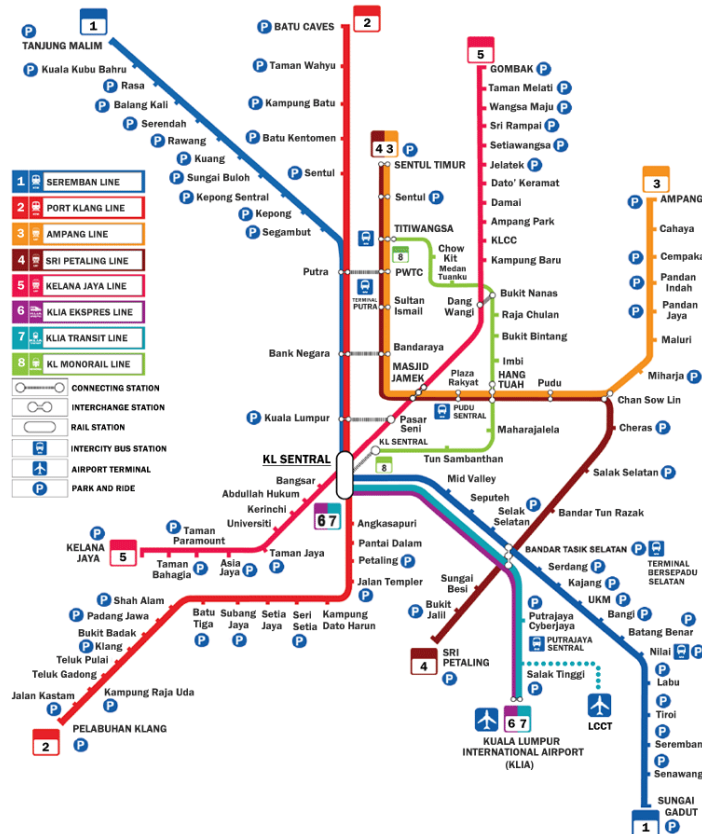 1
TANJUNG MALIM
Kuala Kubu Bahru
Rasa
Balang Kali
Serendah
Rawang
Kuang
Sungai Buloh
Kepong Sentral
Kepong
Segambut
2
BATU CAVES
Taman Wahyu
Kampung Batu
Batu Kentomen
Sentul
Putra
Bank Negara
Kuala Lumpur
KL SENTRAL
4 3
SENTUL TIMUR
Sentul
TITIWANGSA
8
PWTC
TERMINAL
PUTRA
Sultan
Ismail
Bandaraya
MASJID
JAMEK
Chow
Kit
Medan
Tuanku
Dang
Wangi
Bukit Nanas
Raja Chulan
Bukit Bintang
Imbi
HANG
TUAH
Plaza
Rakyat
PUDU
SENTRAL
Pudu
Maharajalela
Tun Sambanthan
KL SENTRAL
8
Pasar
Seni
5
GOMBAK
Taman Melati
Wangsa Maju
Sri Rampai
Setiawangsa
Jelatek
Dato' Keramat
Damai
Ampang Park
KLCC
Kampung Baru
3
AMPANG
Cahaya
Cempaka
Pandan
Indah
Pandan
Jaya
Maluri
Miharja
Chan Sow Lin
Cheras
Salak Selatan
Bandar Tun Razak
BANDAR TASIK SELATAN
TERMINAL
BERSEPADU
SELATAN
1 SEREMBAN LINE
2 PORT KLANG LINE
3 AMPANG LINE
4 SRI PETALING LINE
5 KELANA JAYA LINE
6 KLIA EKSPRES LINE
7 KLIA TRANSIT LINE
8 KL MONORAIL LINE
CONNECTING STATION
INTERCHANGE STATION
RAIL STATION
INTERCITY BUS STATION
AIRPORT TERMINAL
P PARK AND RIDE
Bangsar
Abdullah Hukum
Kerinchi
Universiti
Taman Jaya
Asia
Jaya
Taman
Paramount
Taman
Bahagia
KELANA
JAYA
5
6 7
Angkasapuri
Pantai Dalam
Petaling
Jalan Templer
Kampung
Dato Harun
Seri
Setia
Setia
Jaya
Subang
Jaya
Batu
Tiga
Shah Alam
Padang Jawa
Bukit Badak
Klang
Teluk Pulai
Teluk Gadong
Jalan Kastam
Kampung Raja Uda
PELABUHAN KLANG
2
Mid Valley
Seputeh
Selak
Selatan
Serdang
Kajang
UKM
Bangi
Batang Benar
Nilai
Labu
Tiroi
Seremban
Senawang
SUNGAI
GADUT
1
Sungai
Besi
Bukit
Jalil
SRI
PETALING
4
Putrajaya
Cyberjaya
PUTRAJAYA
SENTRAL
Salak Tinggi
LCCT
6 7
KUALA LUMPUR
INTERNATIONAL AIRPORT
(KLIA)